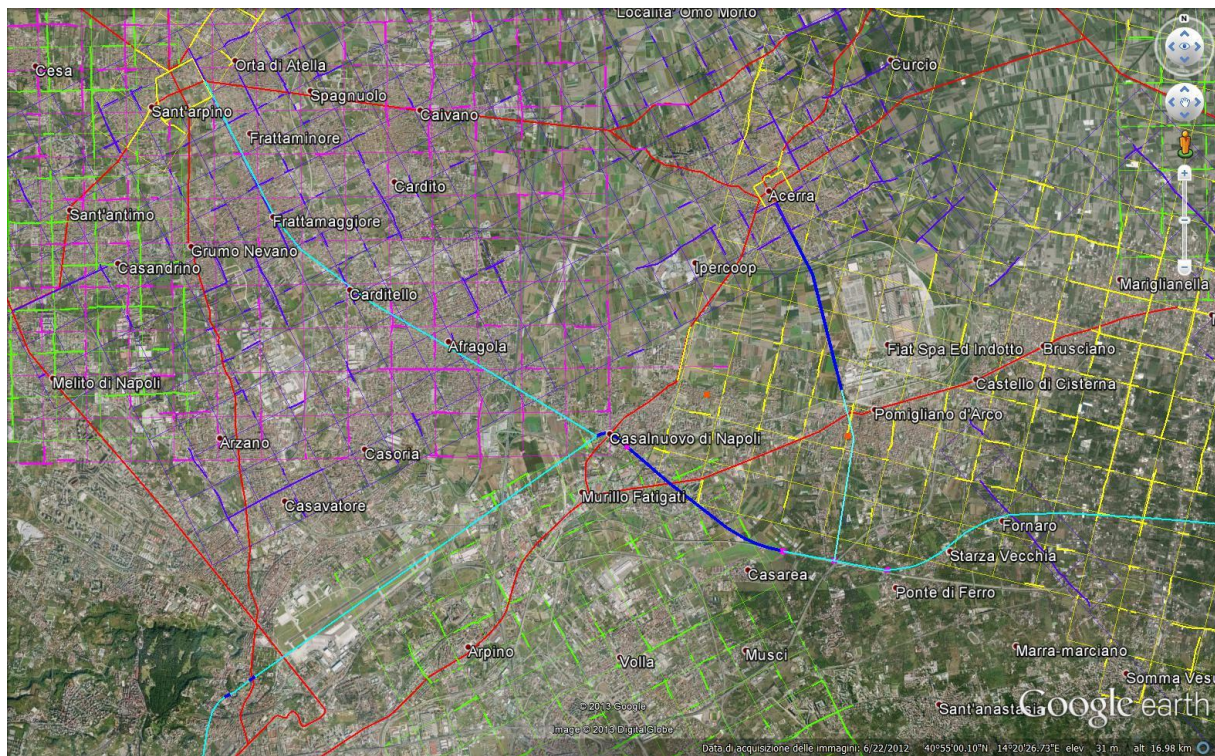 Localita' Omo Morto
N
Cesa
Orta di Atella
Curcio
Spagnuolo
Sant'arpino
Caivano
Frattaminore
Cardito
Acerra
Sant'antimo
Frattamaggiore
Grumo Nevano
Casandrino
Ipercoop
Mariglianella
Carditello
Afragola
Fiat Spa Ed Indotto
Brusciano
Melito di Napoli
Castello di Cisterna
Pomigliano d'Arco
Arzano
Casalnuovo di Napoli
Casoria
Murillo Fatigati
Casavatore
Fornaro
Starza Vecchia
Casarea
Ponte di Ferro
Arpino
Volla
Musci
Marra-marciano
Somma Vesu
Sant'anastasia
Google earth
© 2013 Google
Image © 2013 DigitalGlobe
Data di acquisizione delle immagini: 6/22/2012 40°55'00.10"N 14°20'26.73"E elev 31 m alt 16.98 km